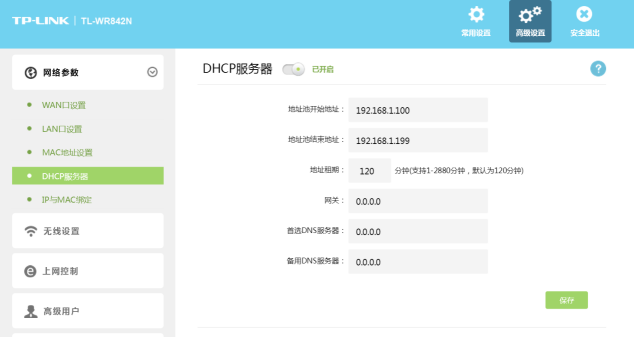 TP-LINK | TL-WR842N
常用设置
高级设置
安全退出
网络参数
WAN口设置
LAN口设置
MAC地址设置
DHCP服务器
IP与MAC绑定
无线设置
上网控制
高级用户
DHCP服务器 已开启
?
地址池开始地址： 192.168.1.100
地址池结束地址： 192.168.1.199
地址租期： 120 分钟(支持1-2880分钟，默认为120分钟)
网关： 0.0.0.0
首选DNS服务器： 0.0.0.0
备用DNS服务器： 0.0.0.0
保存